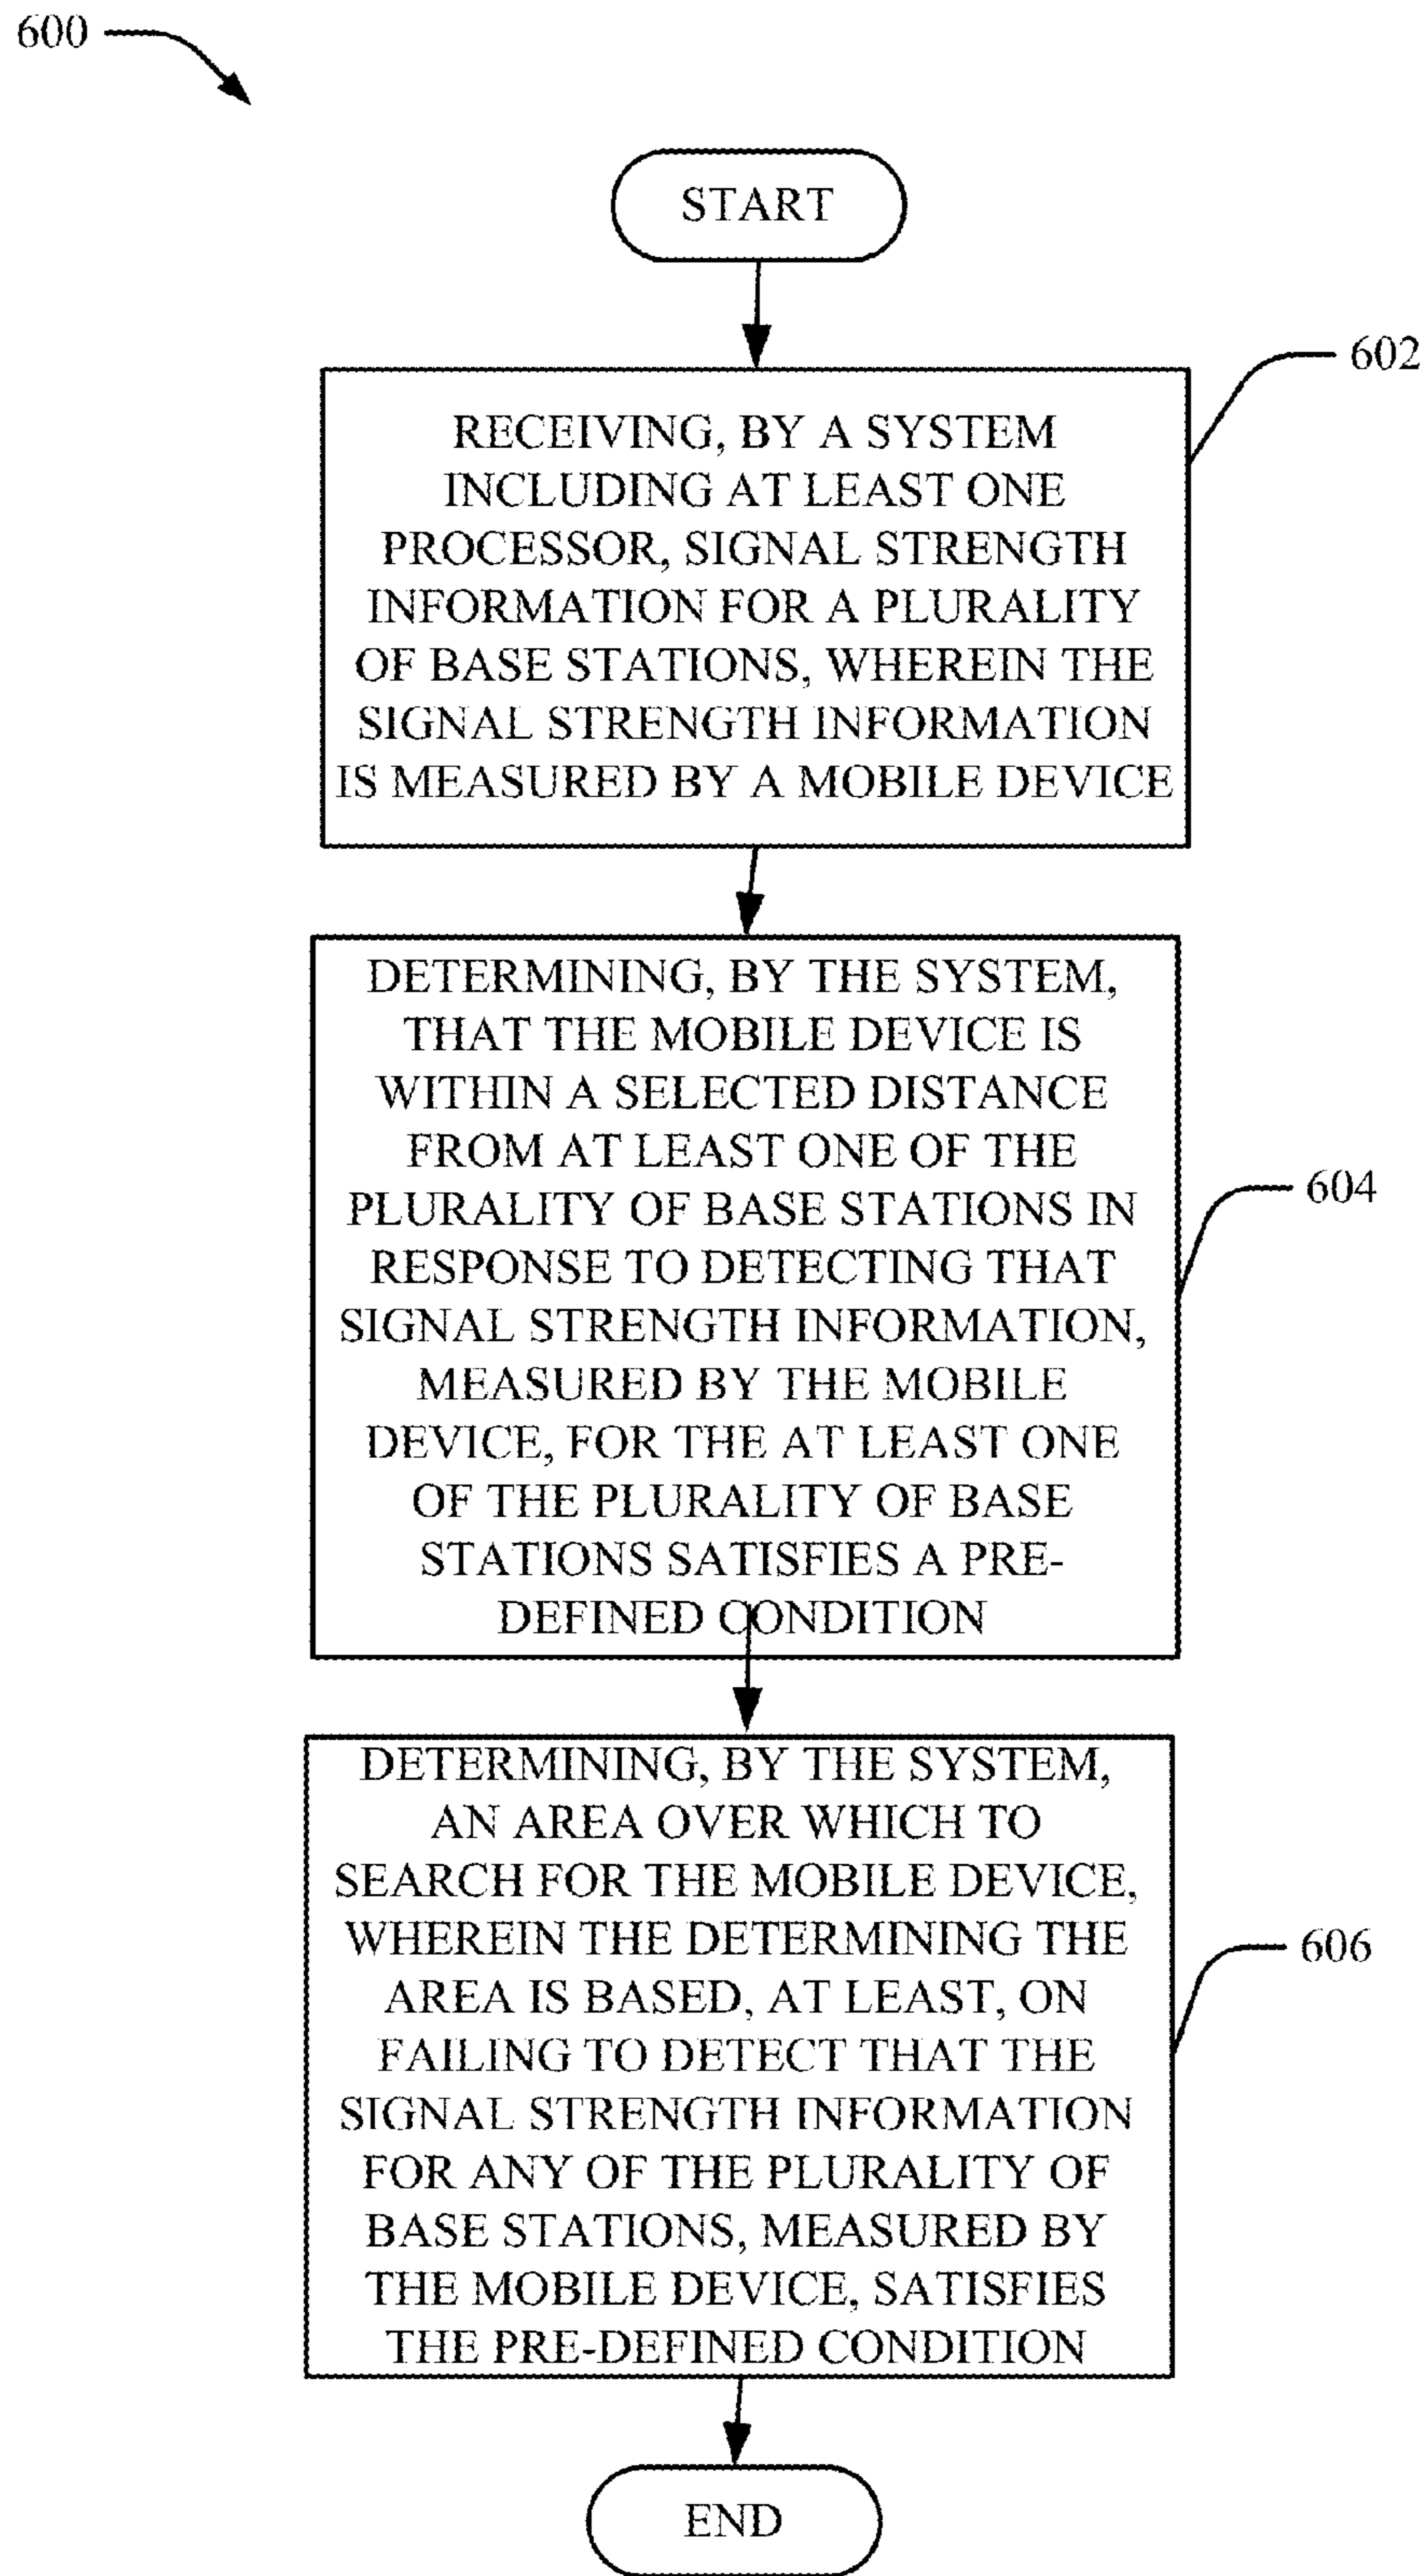 600
START
602
RECEIVING, BY A SYSTEM
INCLUDING AT LEAST ONE
PROCESSOR, SIGNAL STRENGTH
INFORMATION FOR A PLURALITY
OF BASE STATIONS, WHEREIN THE
SIGNAL STRENGTH INFORMATION
IS MEASURED BY A MOBILE DEVICE
DETERMINING, BY THE SYSTEM,
THAT THE MOBILE DEVICE IS
WITHIN A SELECTED DISTANCE
FROM AT LEAST ONE OF THE
PLURALITY OF BASE STATIONS IN
RESPONSE TO DETECTING THAT
SIGNAL STRENGTH INFORMATION,
MEASURED BY THE MOBILE
DEVICE, FOR THE AT LEAST ONE
OF THE PLURALITY OF BASE
STATIONS SATISFIES A PRE-
DEFINED CONDITION
604
DETERMINING, BY THE SYSTEM,
AN AREA OVER WHICH TO
SEARCH FOR THE MOBILE DEVICE,
WHEREIN THE DETERMINING THE
AREA IS BASED, AT LEAST, ON
FAILING TO DETECT THAT THE
SIGNAL STRENGTH INFORMATION
FOR ANY OF THE PLURALITY OF
BASE STATIONS, MEASURED BY
THE MOBILE DEVICE, SATISFIES
THE PRE-DEFINED CONDITION
606
END